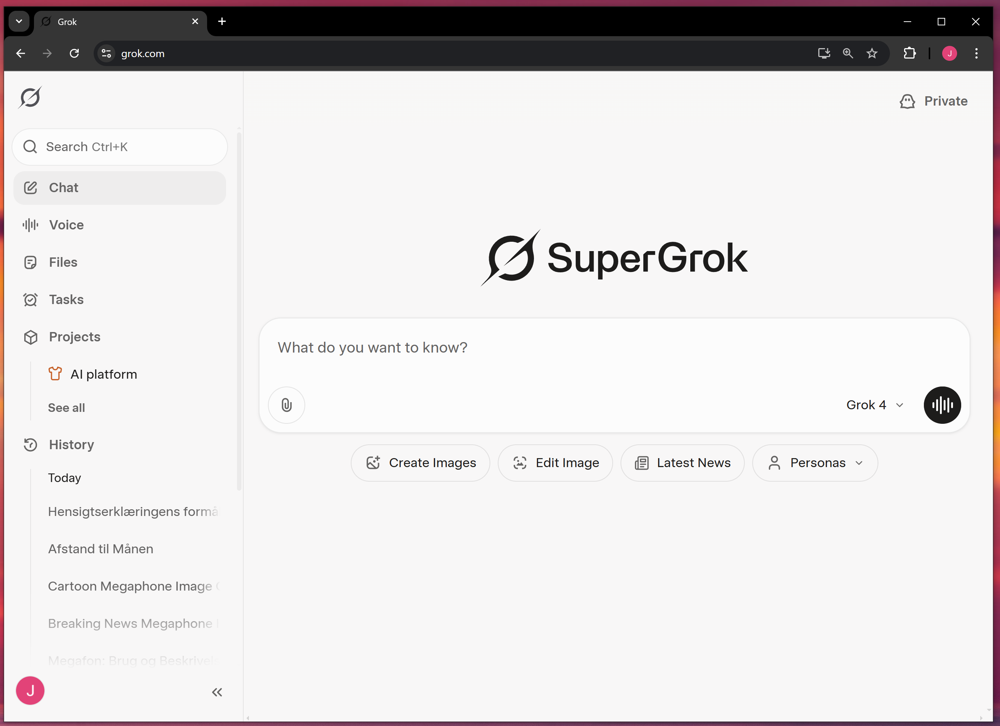 Grok
grok.com
J
Private
Search Ctrl+K
Chat
Voice
Files
Tasks
Projects
AI platform
See all
History
Today
Hensigtserklæringens formå
Afstand til Månen
Cartoon Megaphone Image
Breaking News Megaphone
Megafon: Brug og Beskrivels
J
SuperGrok
What do you want to know?
Grok 4
Create Images
Edit Image
Latest News
Personas